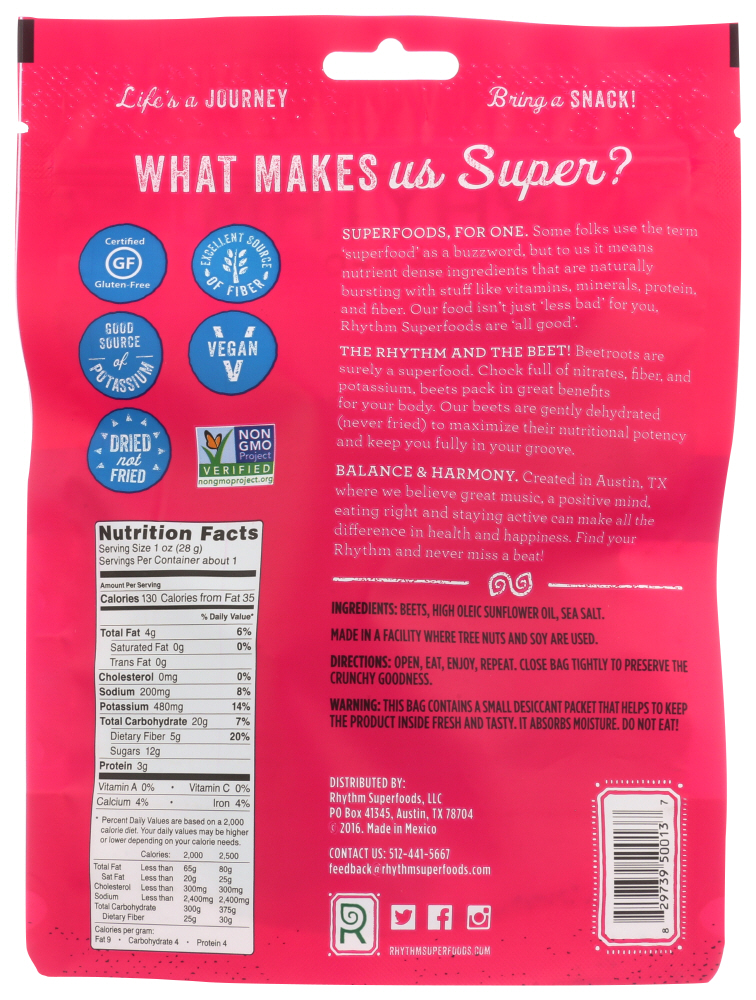 Life's a JOURNEY
Bring a SNACK!
WHAT MAKES us Super?
Certified
GF
Gluten-Free
EXCELLENT SOURCE
OF FIBER
GOOD
SOURCE
of
POTASSIUM
VEGAN
V
DRIED
not
FRIED
NON
GMO
Project
VERIFIED
nongmoproject.org
SUPERFOODS, FOR ONE. Some folks use the term
'superfood' as a buzzword, but to us it means
nutrient dense ingredients that are naturally
bursting with stuff like vitamins, minerals, protein,
and fiber. Our food isn't just 'less bad' for you,
Rhythm Superfoods are 'all good'.
THE RHYTHM AND THE BEET! Beetroots are
surely a superfood. Chock full of nitrates, fiber, and
potassium, beets pack in great benefits
for your body. Our beets are gently dehydrated
(never fried) to maximize their nutritional potency
and keep you fully in your groove.
BALANCE & HARMONY. Created in Austin, TX
where we believe great music, a positive mind,
eating right and staying active can make all the
difference in health and happiness. Find your
Rhythm and never miss a beat!
Nutrition Facts
Serving Size 1 oz (28 g)
Servings Per Container about 1
Amount Per Serving
Calories 130 Calories from Fat 35
% Daily Value*
Total Fat 4g 6%
Saturated Fat 0g 0%
Trans Fat 0g
Cholesterol 0mg 0%
Sodium 200mg 8%
Potassium 480mg 14%
Total Carbohydrate 20g 7%
Dietary Fiber 5g 20%
Sugars 12g
Protein 3g
Vitamin A 0% • Vitamin C 0%
Calcium 4% • Iron 4%
* Percent Daily Values are based on a 2,000
calorie diet. Your daily values may be higher
or lower depending on your calorie needs.
Calories: 2,000 2,500
Total Fat Less than 65g 80g
Sat Fat Less than 20g 25g
Cholesterol Less than 300mg 300mg
Sodium Less than 2,400mg 2,400mg
Total Carbohydrate 300g 375g
Dietary Fiber 25g 30g
Calories per gram:
Fat 9 • Carbohydrate 4 • Protein 4
INGREDIENTS: BEETS, HIGH OLEIC SUNFLOWER OIL, SEA SALT.
MADE IN A FACILITY WHERE TREE NUTS AND SOY ARE USED.
DIRECTIONS: OPEN, EAT, ENJOY, REPEAT. CLOSE BAG TIGHTLY TO PRESERVE THE
CRUNCHY GOODNESS.
WARNING: THIS BAG CONTAINS A SMALL DESICCANT PACKET THAT HELPS TO KEEP
THE PRODUCT INSIDE FRESH AND TASTY. IT ABSORBS MOISTURE. DO NOT EAT!
DISTRIBUTED BY:
Rhythm Superfoods, LLC
PO Box 41345, Austin, TX 78704
© 2016. Made in Mexico
CONTACT US: 512-441-5667
feedback@rhythmsuperfoods.com
R
RHYTHMSUPERFOODS.COM
8 29739 50013 7